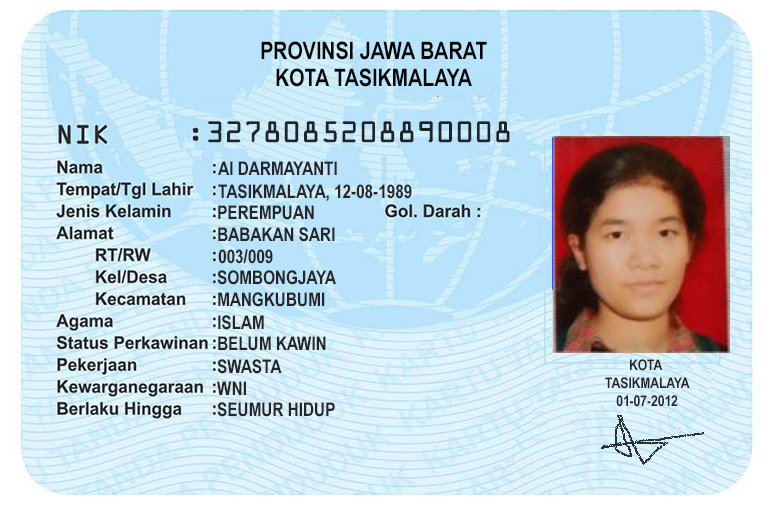 PROVINSI JAWA BARAT
KOTA TASIKMALAYA
NIK :3278085208890008
Nama :AI DARMAYANTI
Tempat/Tgl Lahir :TASIKMALAYA, 12-08-1989
Jenis Kelamin :PEREMPUAN Gol. Darah :
Alamat :BABAKAN SARI
RT/RW :003/009
Kel/Desa :SOMBONGJAYA
Kecamatan :MANGKUBUMI
Agama :ISLAM
Status Perkawinan :BELUM KAWIN
Pekerjaan :SWASTA
Kewarganegaraan :WNI
Berlaku Hingga :SEUMUR HIDUP
KOTA
TASIKMALAYA
01-07-2012